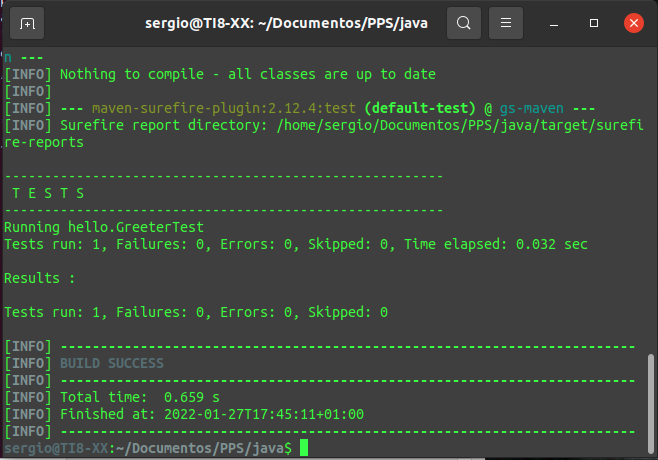 sergio@TI8-XX: ~/Documentos/PPS/java
n ---
[INFO] Nothing to compile - all classes are up to date
[INFO]
[INFO] --- maven-surefire-plugin:2.12.4:test (default-test) @ gs-maven ---
[INFO] Surefire report directory: /home/sergio/Documentos/PPS/java/target/surefi
re-reports
-------------------------------------------------------
T E S T S
-------------------------------------------------------
Running hello.GreeterTest
Tests run: 1, Failures: 0, Errors: 0, Skipped: 0, Time elapsed: 0.032 sec
Results :
Tests run: 1, Failures: 0, Errors: 0, Skipped: 0
[INFO] ------------------------------------------------------------------------
[INFO] BUILD SUCCESS
[INFO] ------------------------------------------------------------------------
[INFO] Total time:  0.659 s
[INFO] Finished at: 2022-01-27T17:45:11+01:00
[INFO] ------------------------------------------------------------------------
sergio@TI8-XX:~/Documentos/PPS/java$